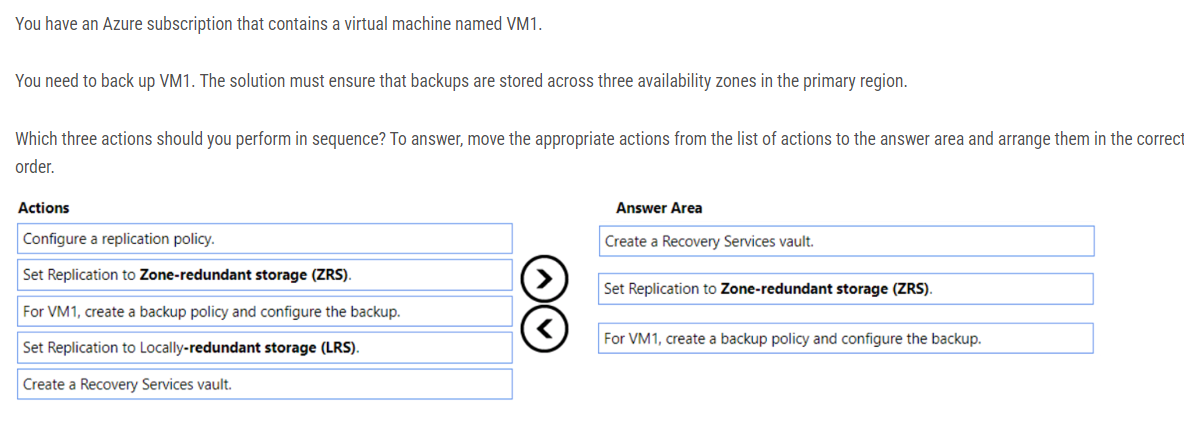 You have an Azure subscription that contains a virtual machine named VM1.
You need to back up VM1. The solution must ensure that backups are stored across three availability zones in the primary region.
Which three actions should you perform in sequence? To answer, move the appropriate actions from the list of actions to the answer area and arrange them in the correct
order.
Actions
Configure a replication policy.
Set Replication to Zone-redundant storage (ZRS).
For VM1, create a backup policy and configure the backup.
Set Replication to Locally-redundant storage (LRS).
Create a Recovery Services vault.
Answer Area
Create a Recovery Services vault.
Set Replication to Zone-redundant storage (ZRS).
For VM1, create a backup policy and configure the backup.